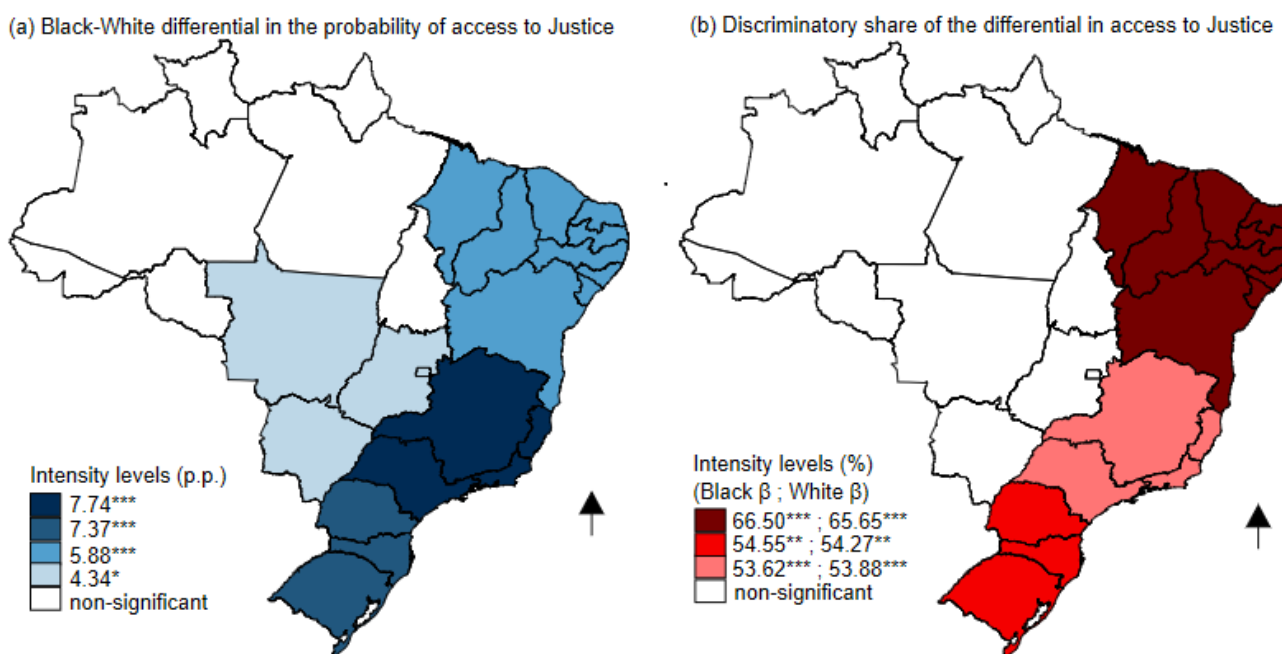 (a) Black-White differential in the probability of access to Justice
(b) Discriminatory share of the differential in access to Justice
Intensity levels (p.p.)
7.74***
7.37***
5.88***
4.34*
non-significant
Intensity levels (%)
(Black β ; White β)
66.50*** ; 65.65***
54.55** ; 54.27**
53.62*** ; 53.88***
non-significant